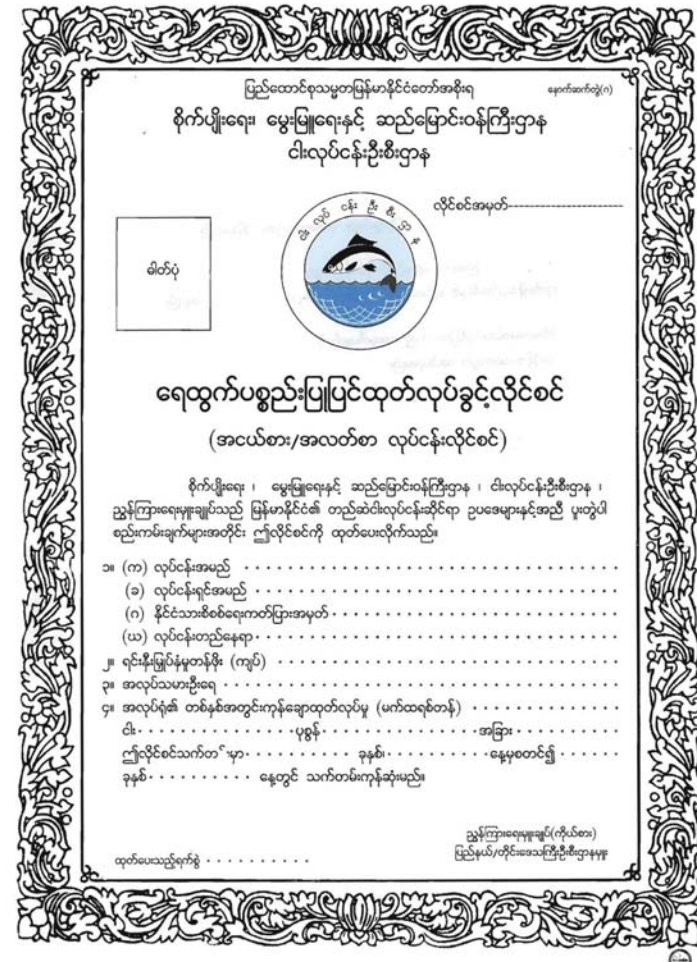 ပြည်ထောင်စုသမ္မတမြန်မာနိုင်ငံတော်အစိုးရ
နောက်ဆက်တွဲ(ဂ)
စိုက်ပျိုးရေး၊ မွေးမြူရေးနှင့် ဆည်မြောင်းဝန်ကြီးဌာန
ငါးလုပ်ငန်းဦးစီးဌာန
လိုင်စင်အမှတ်-----------------------
ငါး လုပ် ငန်း ဦး စီး ဌာ န
ဓါတ်ပုံ
ရေထွက်ပစ္စည်းပြုပြင်ထုတ်လုပ်ခွင့်လိုင်စင်
(အငယ်စား/အလတ်စာ လုပ်ငန်းလိုင်စင်)
စိုက်ပျိုးရေး ၊ မွေးမြူရေးနှင့် ဆည်မြောင်းဝန်ကြီးဌာန ၊ ငါးလုပ်ငန်းဦးစီးဌာန ၊
ညွှန်ကြားရေးမှူးချုပ်သည် မြန်မာနိုင်ငံ၏ တည်ဆဲငါးလုပ်ငန်းဆိုင်ရာ ဥပဒေများနှင့်အညီ ပူးတွဲပါ
စည်းကမ်းချက်များအတိုင်း ဤလိုင်စင်ကို ထုတ်ပေးလိုက်သည်။
၁။ (က) လုပ်ငန်းအမည် . . . . . . . . . . . . . . . . . . . .
(ခ) လုပ်ငန်းရှင်အမည် . . . . . . . . . . . . . . . . . . . .
(ဂ) နိုင်ငံသားစိစစ်ရေးကတ်ပြားအမှတ် . . . . . . . . . . . . . . .
(ဃ) လုပ်ငန်းတည်နေရာ . . . . . . . . . . . . . . . . . . . .
၂။ ရင်းနှီးမြှုပ်နှံမှုတန်ဖိုး (ကျပ်) . . . . . . . . . . . . . . . . . . . .
၃။ အလုပ်သမားဦးရေ . . . . . . . . . . . . . . . . . . . .
၄။ အလုပ်ရုံ၏ တစ်နှစ်အတွင်းကုန်ချောထုတ်လုပ်မှု (မက်ထရစ်တန်) . . . . . . . . . .
ငါး . . . . . . . . . . ပုစွန် . . . . . . . . . . အခြား . . . . . . . . . .
ဤလိုင်စင်သက်တ်းမှာ . . . . . . . . . . ခုနှစ်၊ . . . . . . . . . . နေ့မှစတင်၍ . . . . . .
ခုနှစ် . . . . . . . . . . နေ့တွင် သက်တမ်းကုန်ဆုံးမည်။
ညွှန်ကြားရေးမှူးချုပ်(ကိုယ်စား)
ထုတ်ပေးသည့်ရက်စွဲ . . . . . . . . . .
ပြည်နယ်/တိုင်းဒေသကြီးဦးစီးဌာနမှူး